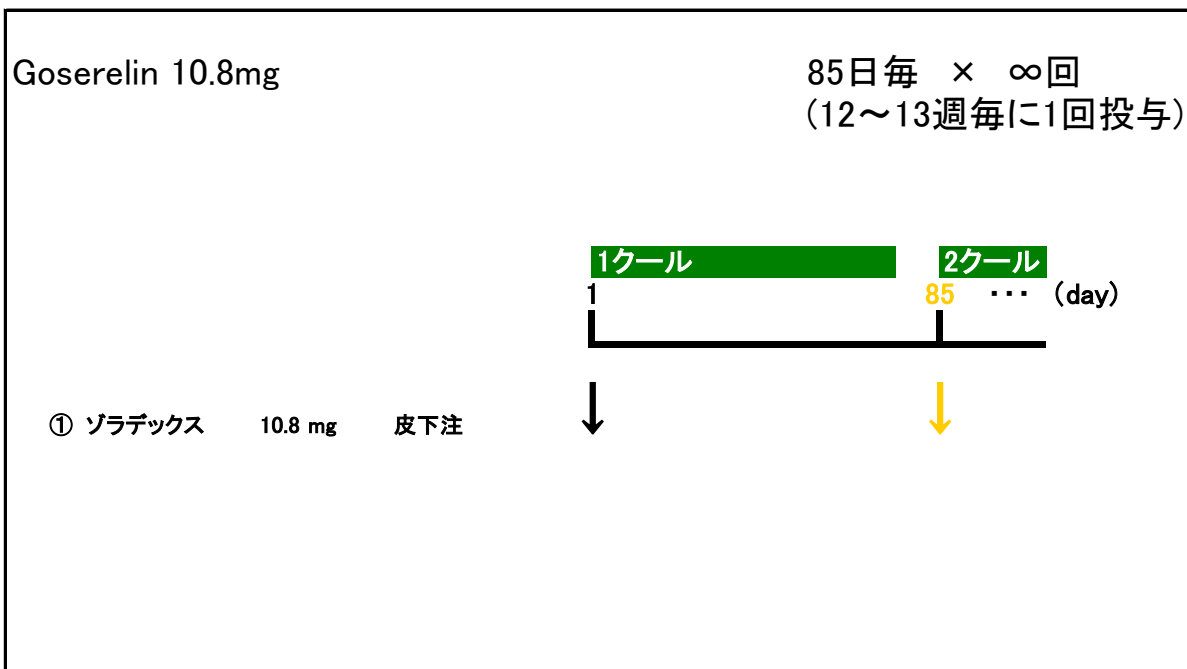 Goserelin 10.8mg
85日毎 × ∞回
(12～13週毎に1回投与)
1クール 2クール
1 85 ･･･ (day)
① ゾラデックス 10.8 mg 皮下注 ↓ ↓